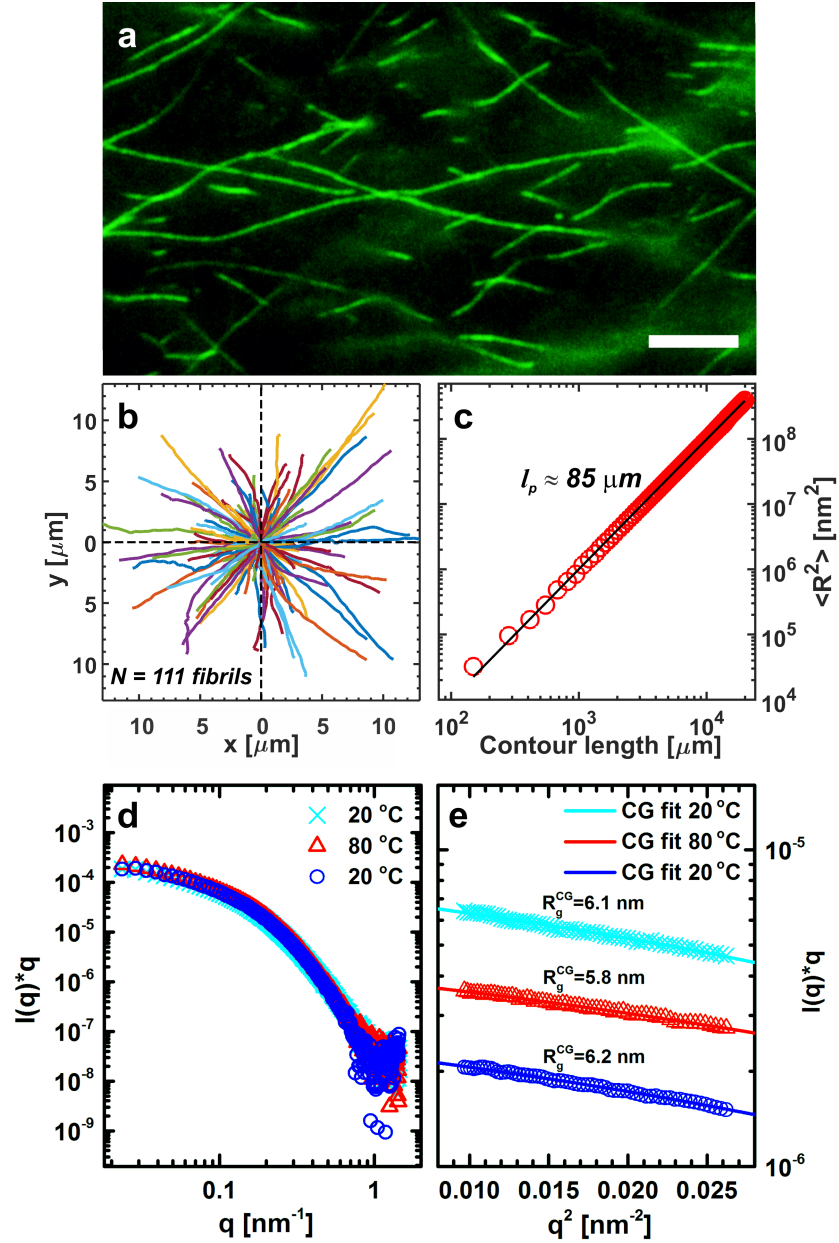 a
b
10
5
0
5
10
y [μm]
N = 111 fibrils
10 5 0 5 10
x [μm]
c
l_p ≈ 85 μm
10^8
10^7
10^6
10^5
10^4
<R^2> [nm^2]
10^2 10^3 10^4
Contour length [μm]
d
20 °C
80 °C
20 °C
10^-3
10^-4
10^-5
10^-6
10^-7
10^-8
10^-9
I(q)*q
0.1 1
q [nm^-1]
e
CG fit 20 °C
CG fit 80 °C
CG fit 20 °C
R_g^CG=6.1 nm
R_g^CG=5.8 nm
R_g^CG=6.2 nm
10^-5
10^-6
I(q)*q
0.010 0.015 0.020 0.025
q^2 [nm^-2]